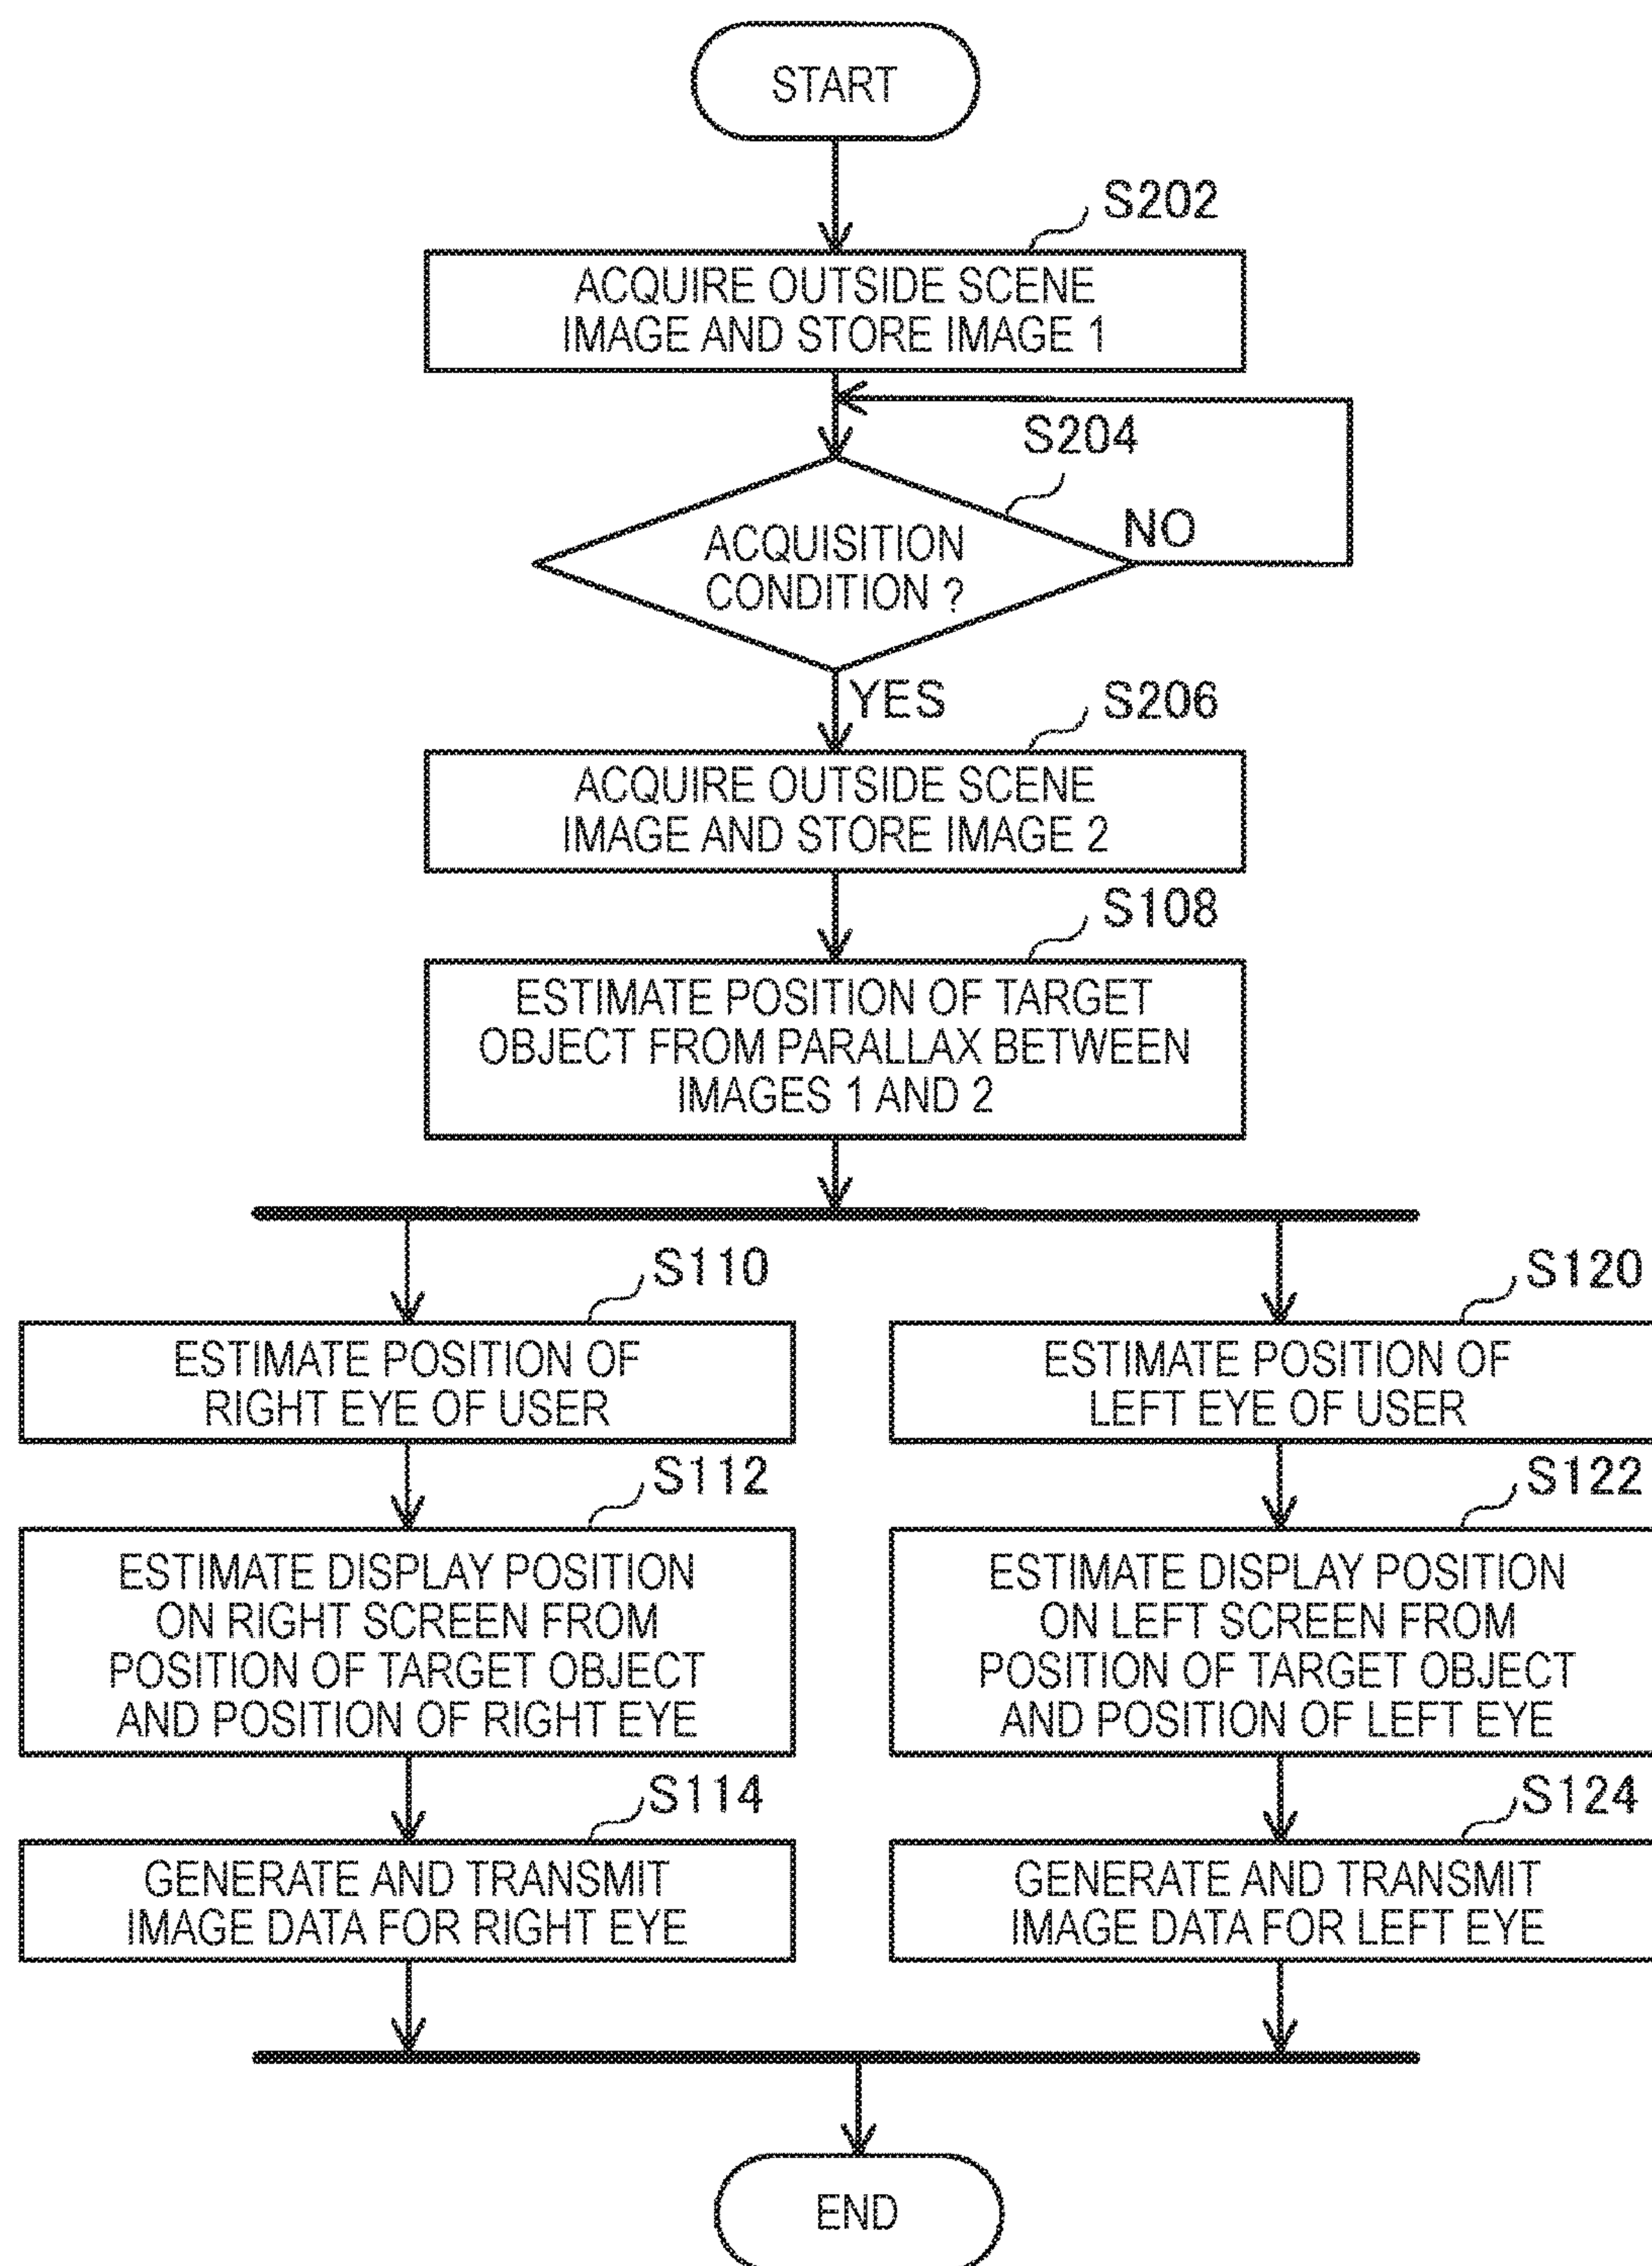 START
S202
ACQUIRE OUTSIDE SCENE
IMAGE AND STORE IMAGE 1
S204
ACQUISITION
CONDITION ?
NO
YES
S206
ACQUIRE OUTSIDE SCENE
IMAGE AND STORE IMAGE 2
S108
ESTIMATE POSITION OF TARGET
OBJECT FROM PARALLAX BETWEEN
IMAGES 1 AND 2
S110
ESTIMATE POSITION OF
RIGHT EYE OF USER
S112
ESTIMATE DISPLAY POSITION
ON RIGHT SCREEN FROM
POSITION OF TARGET OBJECT
AND POSITION OF RIGHT EYE
S114
GENERATE AND TRANSMIT
IMAGE DATA FOR RIGHT EYE
S120
ESTIMATE POSITION OF
LEFT EYE OF USER
S122
ESTIMATE DISPLAY POSITION
ON LEFT SCREEN FROM
POSITION OF TARGET OBJECT
AND POSITION OF LEFT EYE
S124
GENERATE AND TRANSMIT
IMAGE DATA FOR LEFT EYE
END